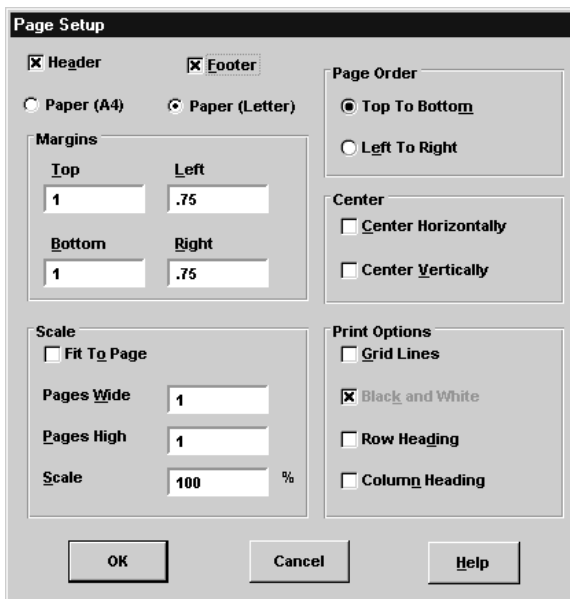 Page Setup
Header
Footer
Paper (A4)
Paper (Letter)
Margins
Top
Left
1
.75
Bottom
Right
1
.75
Page Order
Top To Bottom
Left To Right
Center
Center Horizontally
Center Vertically
Scale
Fit To Page
Pages Wide
1
Pages High
1
Scale
100
%
Print Options
Grid Lines
Black and White
Row Heading
Column Heading
OK
Cancel
Help